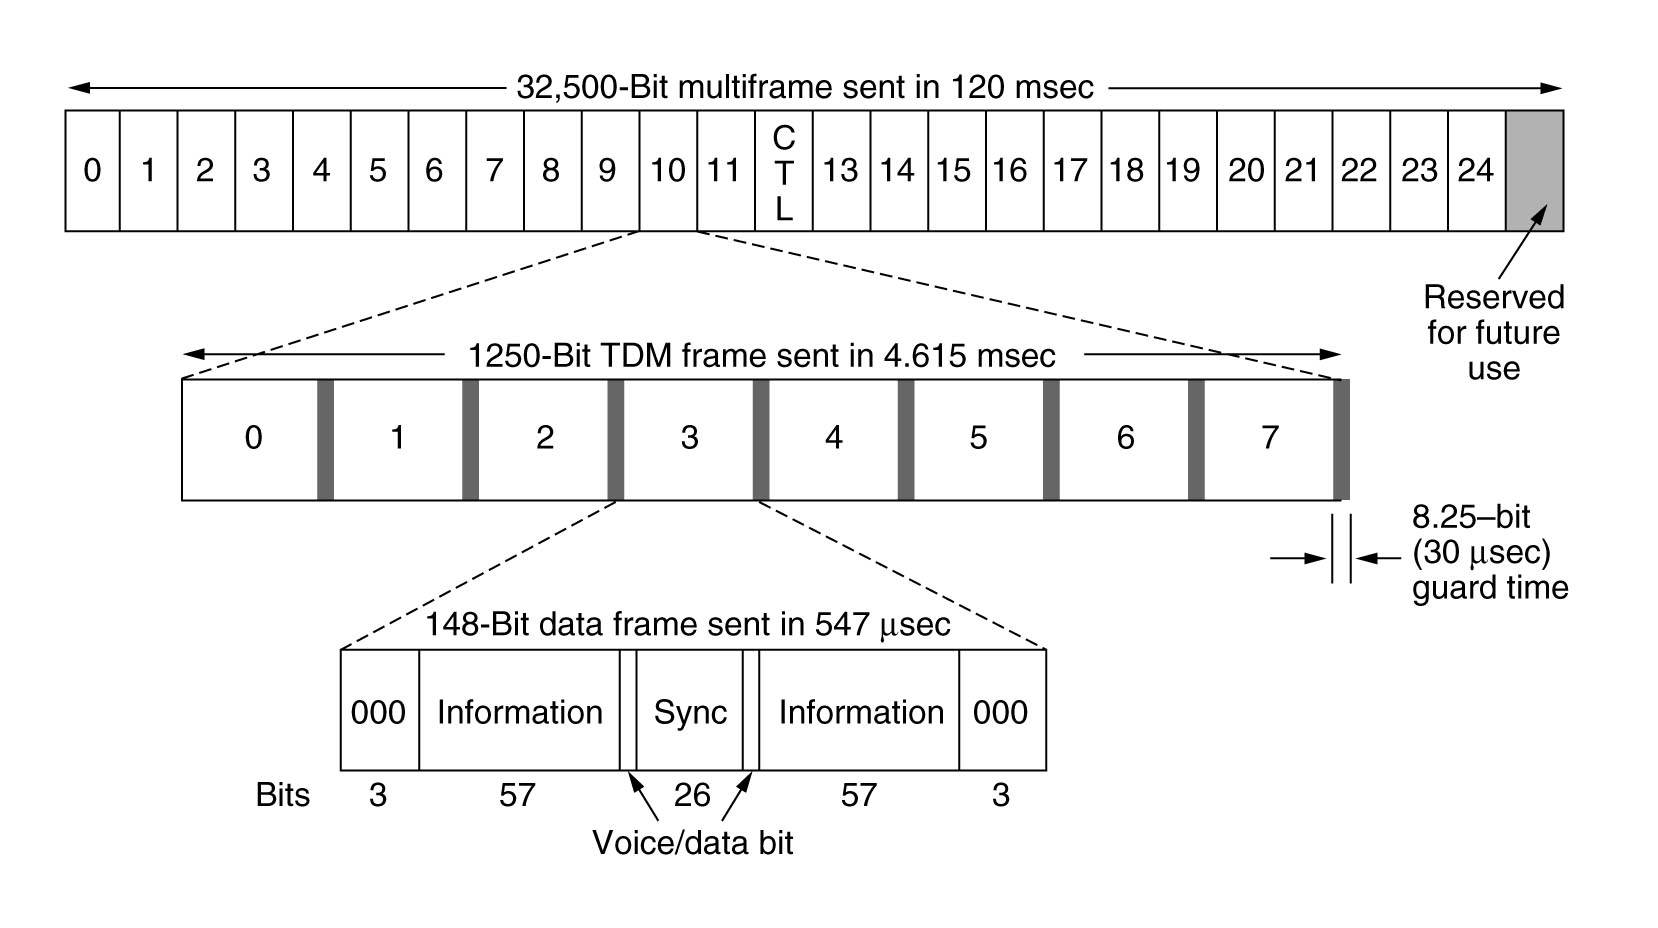 32,500-Bit multiframe sent in 120 msec
0 1 2 3 4 5 6 7 8 9 10 11 C T L 13 14 15 16 17 18 19 20 21 22 23 24
Reserved
for future
use
1250-Bit TDM frame sent in 4.615 msec
0 1 2 3 4 5 6 7
8.25–bit
(30 μsec)
guard time
148-Bit data frame sent in 547 μsec
000 Information Sync Information 000
Bits 3 57 26 57 3
Voice/data bit